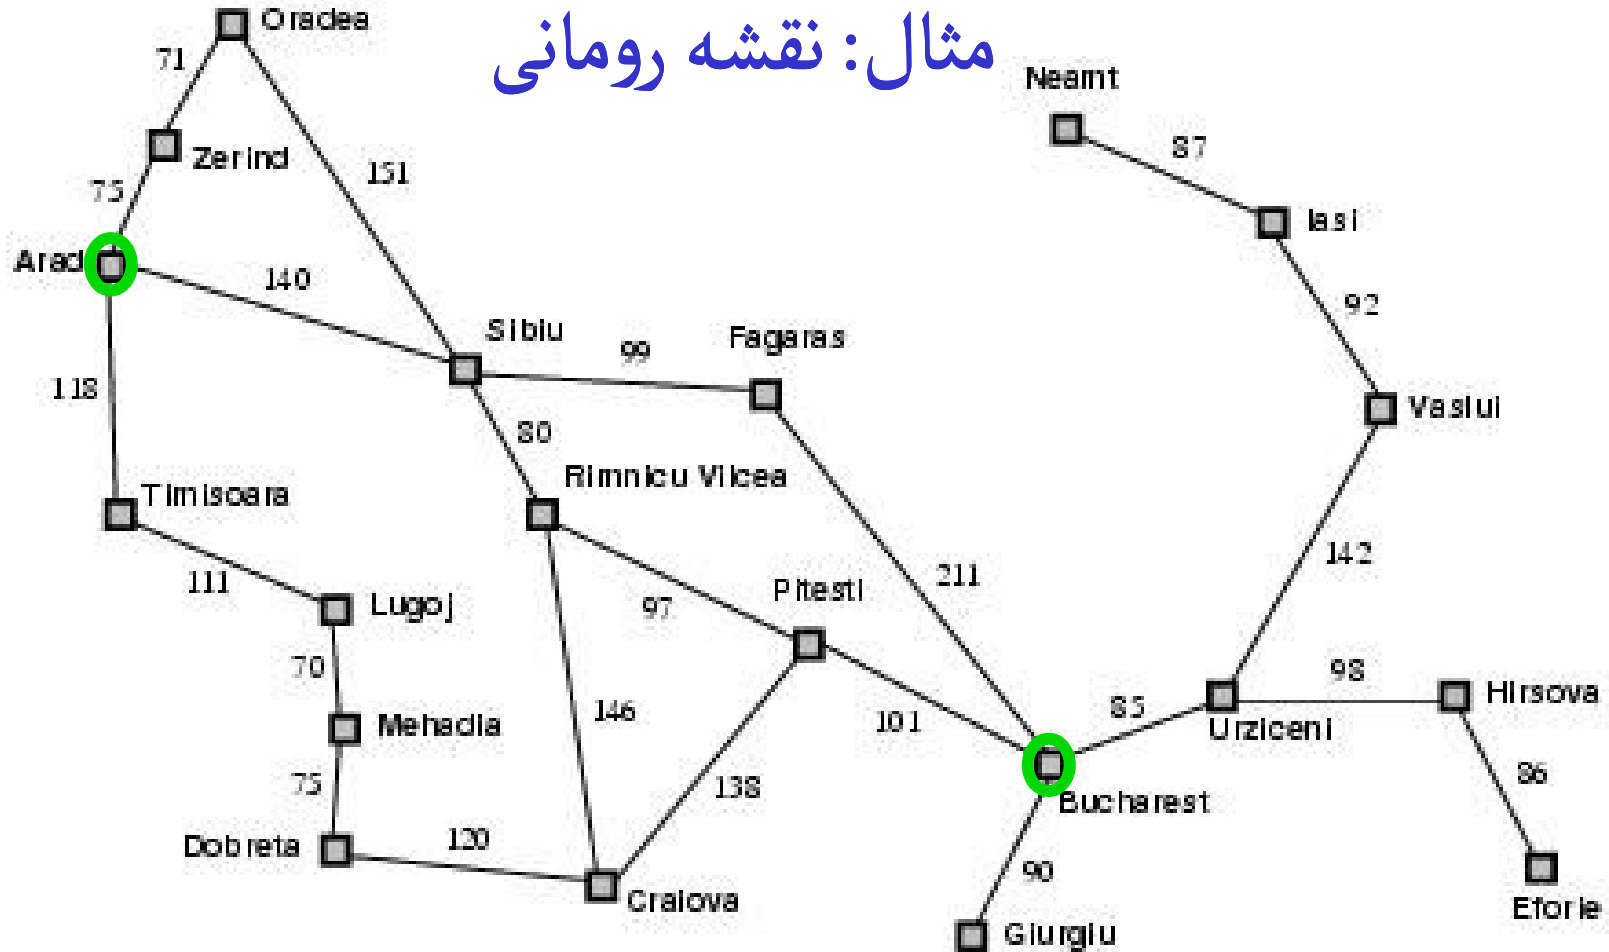 مثال: نقشه رومانی
Oradea
71
Neamt
87
Zerind
151
75
Iasi
Arad
140
92
Sibiu
99
Fagaras
118
80
Vaslui
Rimnicu Vilcea
Timisoara
142
111
211
Pitesti
Lugoj
97
70
98
Hirsova
146
101
85
Mehadia
Urziceni
75
138
86
Bucharest
120
Dobreta
90
Craiova
Eforie
Giurgiu